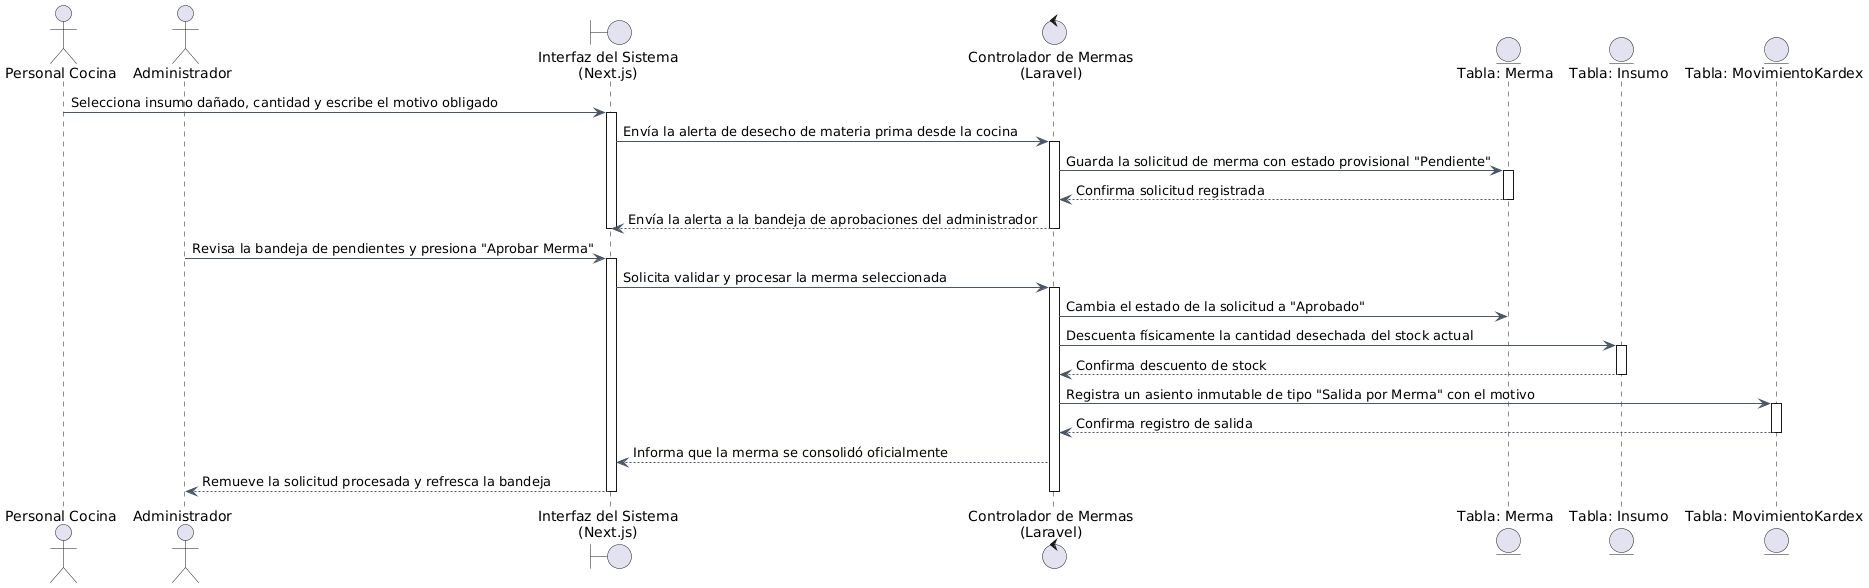 Personal Cocina
Administrador
Interfaz del Sistema
(Next.js)
Controlador de Mermas
(Laravel)
Tabla: Merma
Tabla: Insumo
Tabla: MovimientoKardex
Selecciona insumo dañado, cantidad y escribe el motivo obligado
Envía la alerta de desecho de materia prima desde la cocina
Guarda la solicitud de merma con estado provisional "Pendiente"
Confirma solicitud registrada
Envía la alerta a la bandeja de aprobaciones del administrador
Revisa la bandeja de pendientes y presiona "Aprobar Merma"
Solicita validar y procesar la merma seleccionada
Cambia el estado de la solicitud a "Aprobado"
Descuenta físicamente la cantidad desechada del stock actual
Confirma descuento de stock
Registra un asiento inmutable de tipo "Salida por Merma" con el motivo
Confirma registro de salida
Informa que la merma se consolidó oficialmente
Remueve la solicitud procesada y refresca la bandeja
Personal Cocina
Administrador
Interfaz del Sistema
(Next.js)
Controlador de Mermas
(Laravel)
Tabla: Merma
Tabla: Insumo
Tabla: MovimientoKardex